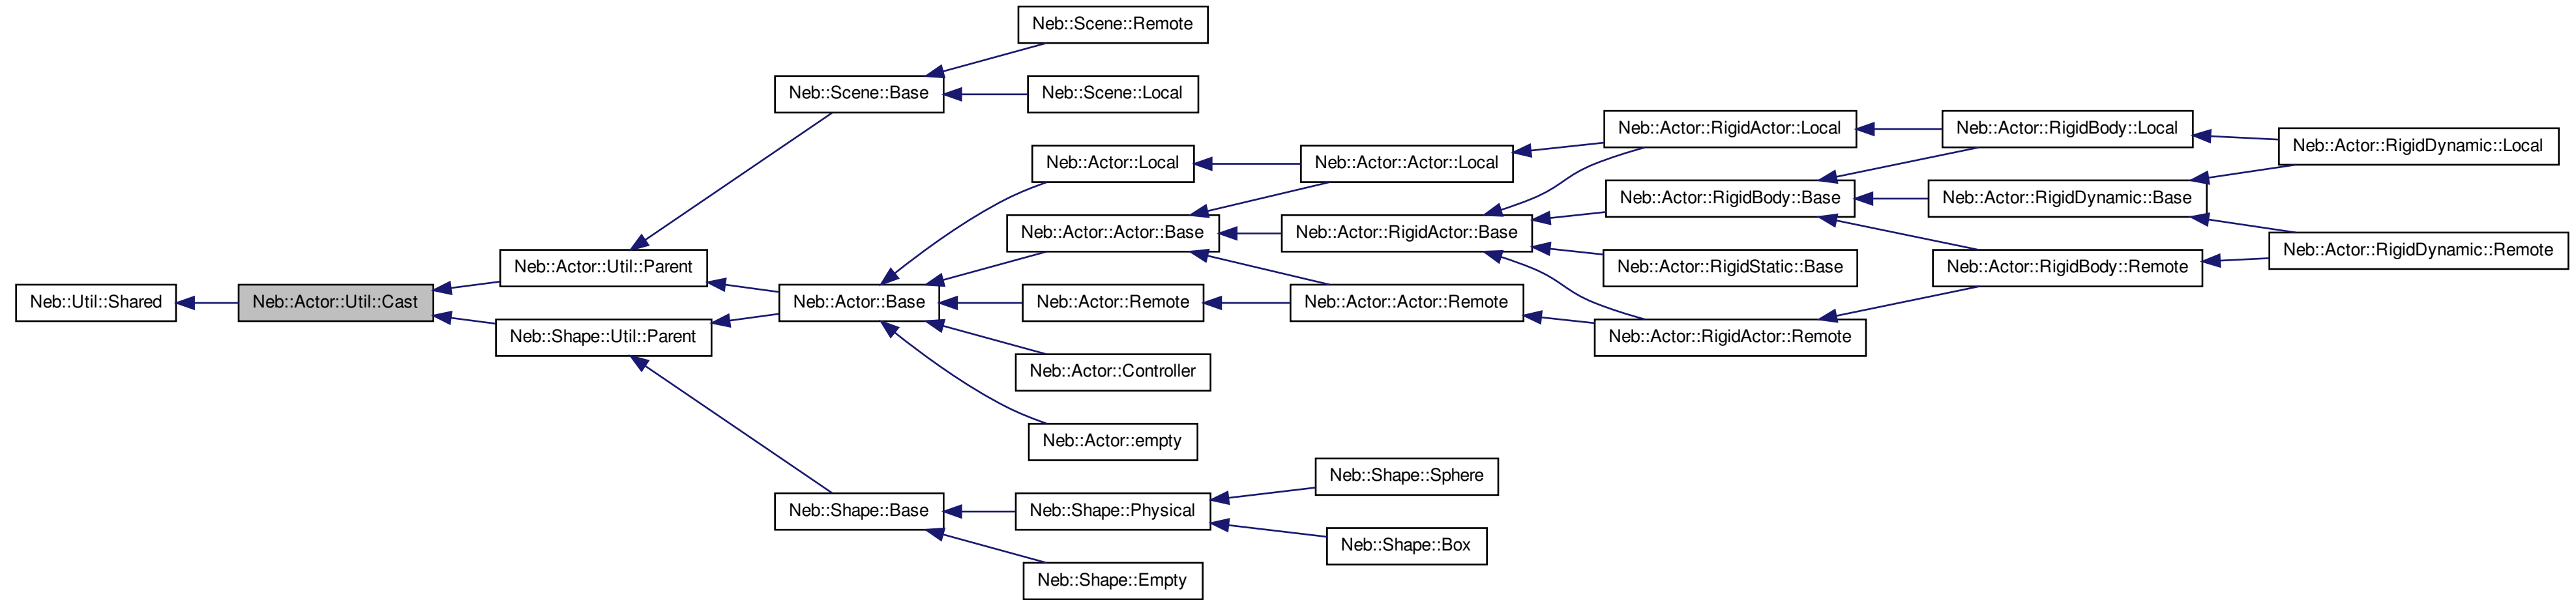 Neb::Scene::Remote
Neb::Scene::Base
Neb::Scene::Local
Neb::Actor::RigidActor::Local
Neb::Actor::RigidBody::Local
Neb::Actor::RigidDynamic::Local
Neb::Actor::Local
Neb::Actor::Actor::Local
Neb::Actor::RigidBody::Base
Neb::Actor::RigidDynamic::Base
Neb::Actor::Actor::Base
Neb::Actor::RigidActor::Base
Neb::Actor::RigidDynamic::Remote
Neb::Actor::Util::Parent
Neb::Actor::RigidStatic::Base
Neb::Actor::RigidBody::Remote
Neb::Util::Shared
Neb::Actor::Util::Cast
Neb::Actor::Base
Neb::Actor::Remote
Neb::Actor::Actor::Remote
Neb::Shape::Util::Parent
Neb::Actor::RigidActor::Remote
Neb::Actor::Controller
Neb::Actor::empty
Neb::Shape::Sphere
Neb::Shape::Base
Neb::Shape::Physical
Neb::Shape::Box
Neb::Shape::Empty